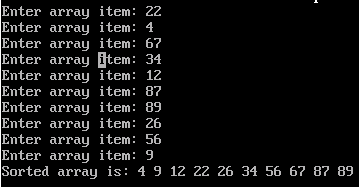 Enter array item: 22
Enter array item: 4
Enter array item: 67
Enter array item: 34
Enter array item: 12
Enter array item: 87
Enter array item: 89
Enter array item: 26
Enter array item: 56
Enter array item: 9
Sorted array is: 4 9 12 22 26 34 56 67 87 89